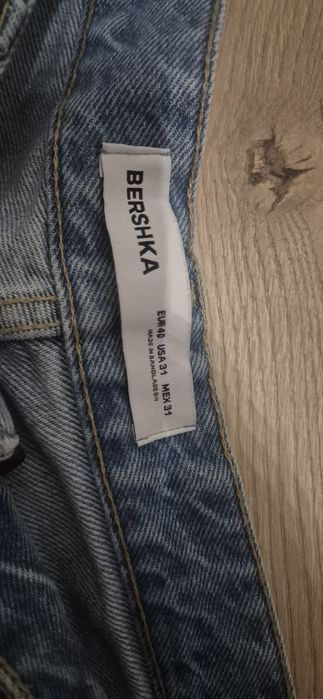 BERSHKA
EUR 40 USA 31 MEX 31
MADE IN BANGLADESH